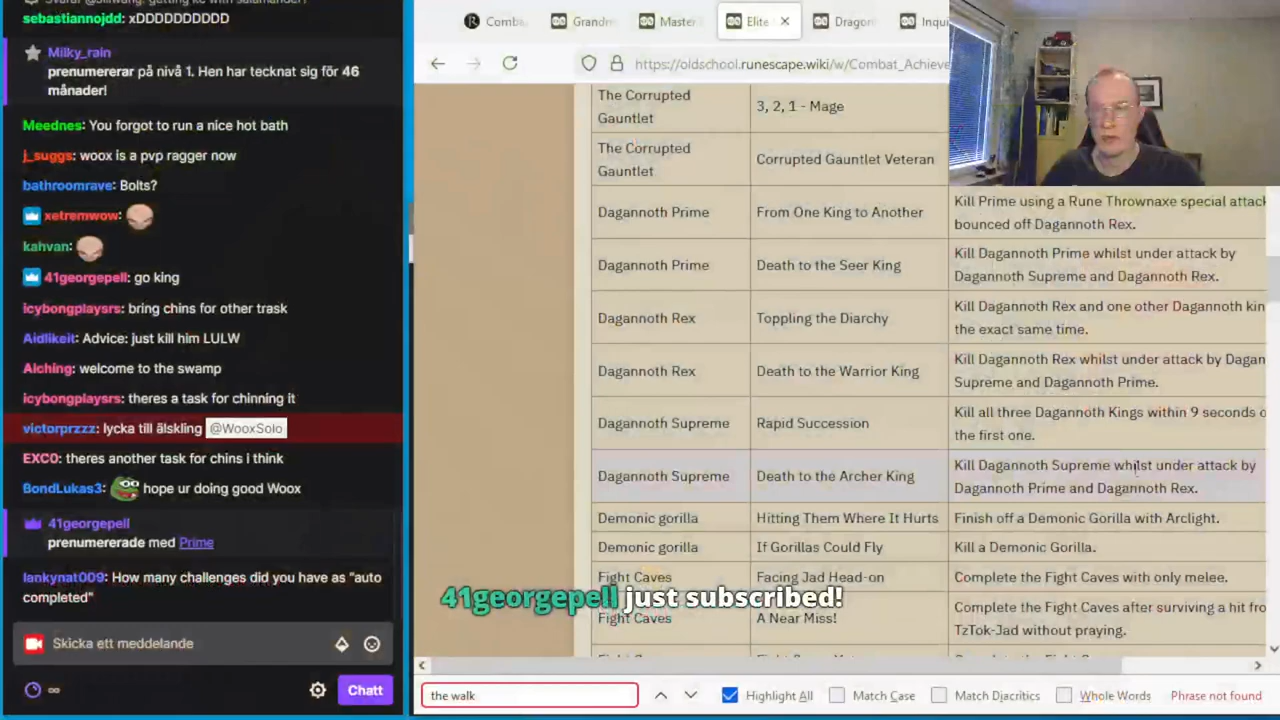 sebastiannojdd: xDDDDDDDDDD
Milky_rain
prenumererar på nivå 1. Hen har tecknat sig för 46
månader!
Meednes: You forgot to run a nice hot bath
j_suggs: woox is a pvp ragger now
bathroomrave: Bolts?
xetremwow:
kahvan:
41georgepell: go king
icybongplaysrs: bring chins for other trask
Aidlikeit: Advice: just kill him LULW
Alching: welcome to the swamp
icybongplaysrs: theres a task for chinning it
victorprzzz: lycka till älskling @WooxSolo
EXC0: theres another task for chins i think
BondLukas3: hope ur doing good Woox
41georgepell
prenumererade med Prime
lankynat009: How many challenges did you have as "auto
completed"
Skicka ett meddelande
Chatt
Comba
Grandm
Master
Elite
Dragon
Inqui
https://oldschool.runescape.wiki/w/Combat_Achieve
The Corrupted
Gauntlet
3, 2, 1 - Mage
The Corrupted
Gauntlet
Corrupted Gauntlet Veteran
Dagannoth Prime
From One King to Another
Kill Prime using a Rune Thrownaxe special attack
bounced off Dagannoth Rex.
Dagannoth Prime
Death to the Seer King
Kill Dagannoth Prime whilst under attack by
Dagannoth Supreme and Dagannoth Rex.
Dagannoth Rex
Toppling the Diarchy
Kill Dagannoth Rex and one other Dagannoth kin
the exact same time.
Dagannoth Rex
Death to the Warrior King
Kill Dagannoth Rex whilst under attack by Dagan
Supreme and Dagannoth Prime.
Dagannoth Supreme
Rapid Succession
Kill all three Dagannoth Kings within 9 seconds o
the first one.
Dagannoth Supreme
Death to the Archer King
Kill Dagannoth Supreme whilst under attack by
Dagannoth Prime and Dagannoth Rex.
Demonic gorilla
Hitting Them Where It Hurts
Finish off a Demonic Gorilla with Arclight.
Demonic gorilla
If Gorillas Could Fly
Kill a Demonic Gorilla.
Fight Caves
Facing Jad Head-on
Complete the Fight Caves with only melee.
41georgepell just subscribed!
Fight Caves
A Near Miss!
Complete the Fight Caves after surviving a hit fro
TzTok-Jad without praying.
the walk
Highlight All
Match Case
Match Diacritics
Whole Words
Phrase not found